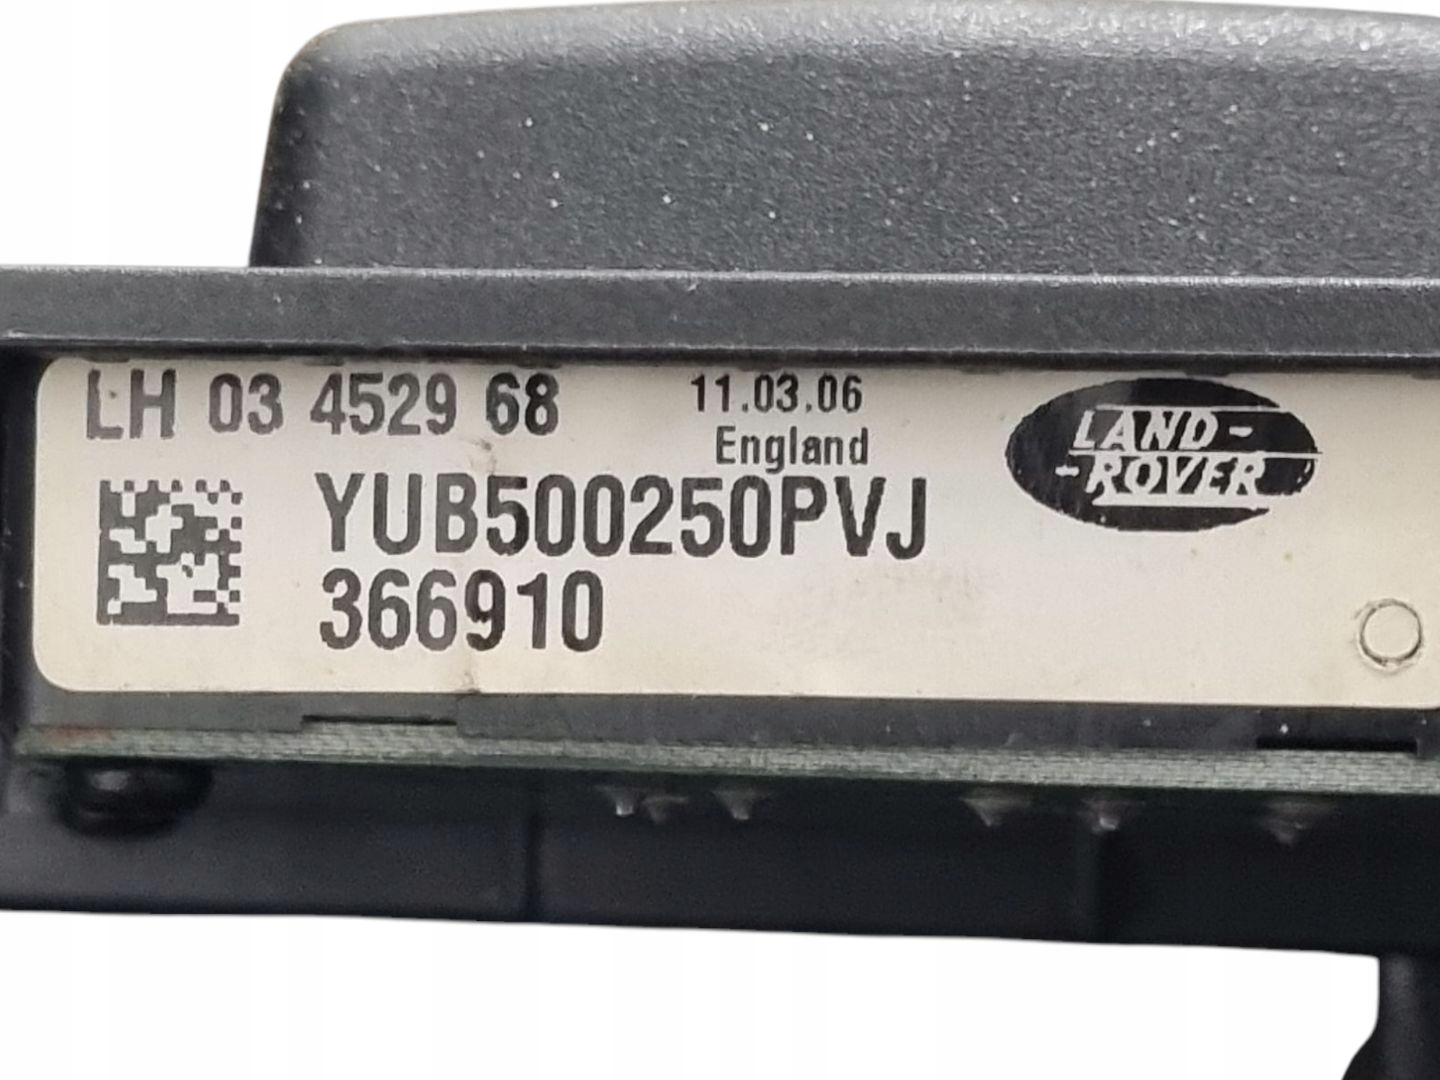 LH 03 4529 68
11.03.06
England
LAND-
-ROVER
YUB500250PVJ
366910